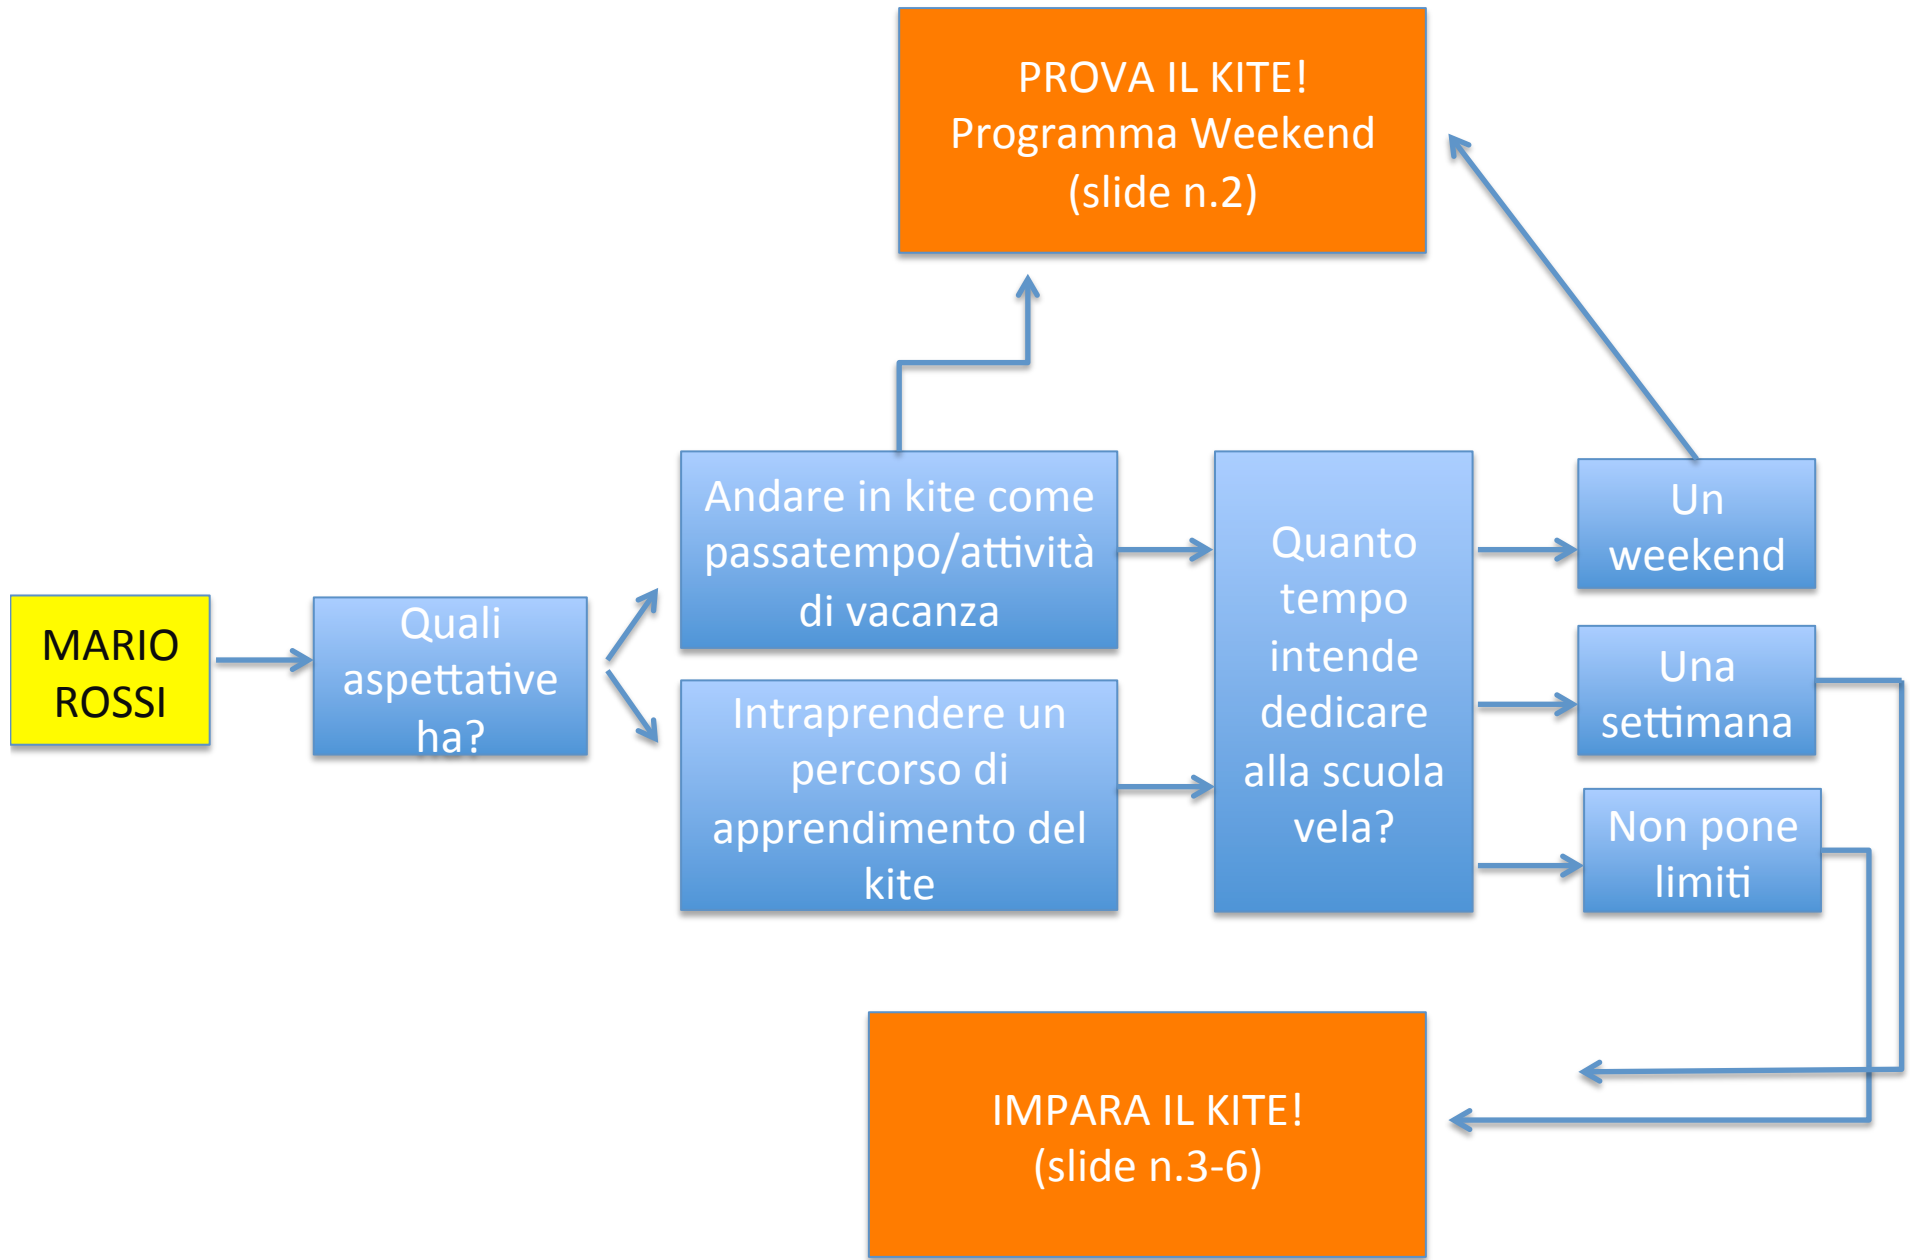 PROVA IL KITE!
Programma Weekend
(slide n.2)
MARIO
ROSSI
Quali
aspettative
ha?
Andare in kite come
passatempo/attività
di vacanza
Intraprendere un
percorso di
apprendimento del
kite
Quanto
tempo
intende
dedicare
alla scuola
vela?
Un
weekend
Una
settimana
Non pone
limiti
IMPARA IL KITE!
(slide n.3-6)